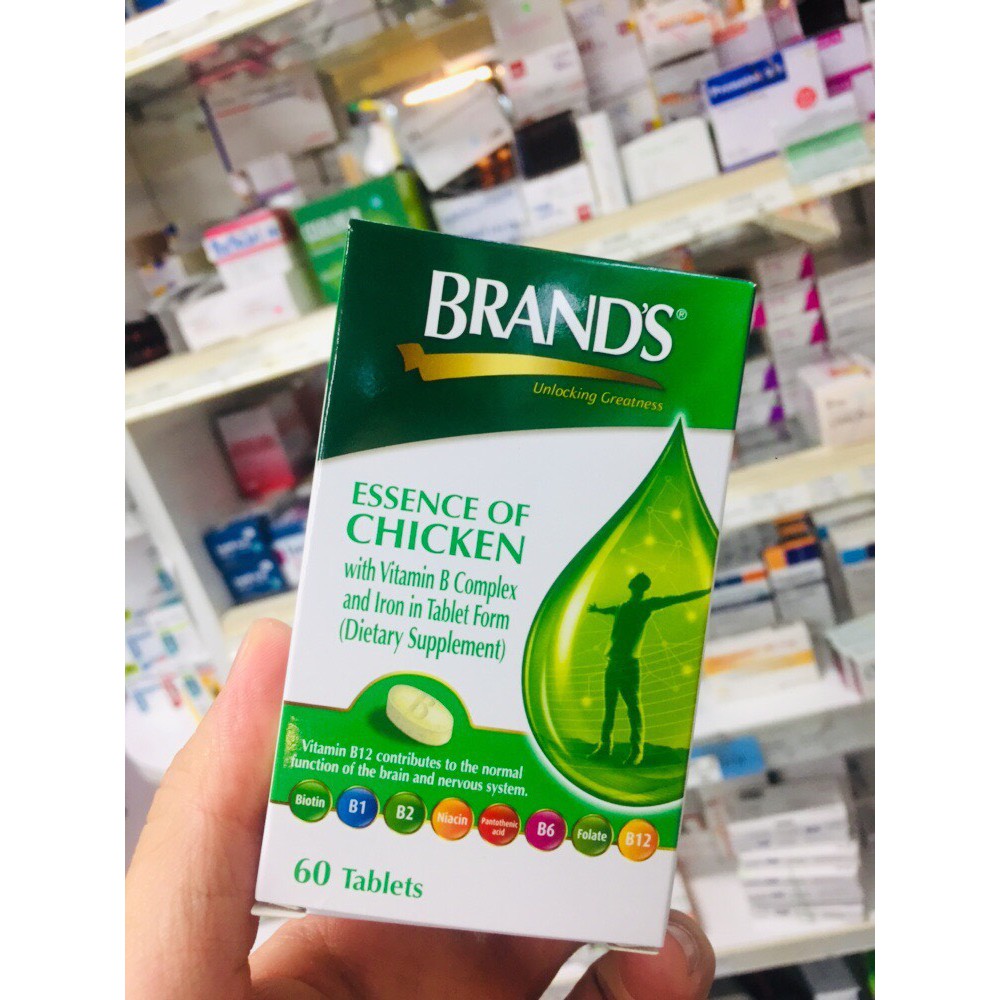 BRAND'S®
Unlocking Greatness
ESSENCE OF
CHICKEN
with Vitamin B Complex
and Iron in Tablet Form
(Dietary Supplement)
B
Vitamin B12 contributes to the normal
function of the brain and nervous system.
Biotin
B1
B2
Niacin
Pantothenic
acid
B6
Folate
B12
60 Tablets